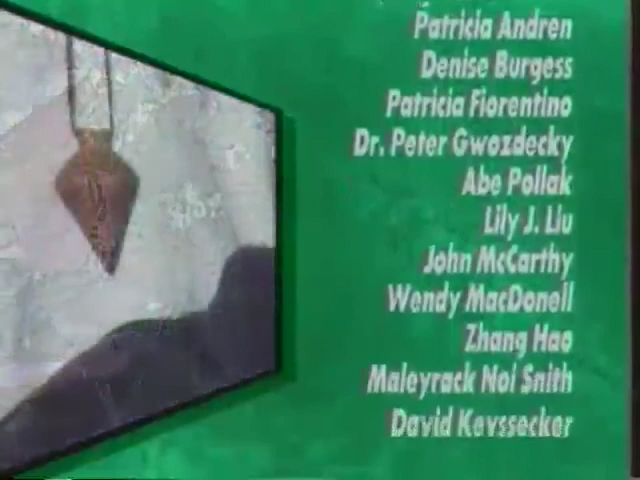 Patricia Andren
Denise Burgess
Patricia Fiorentino
Dr. Peter Gwozdecky
Abe Pollak
Lily J. Liu
John McCarthy
Wendy MacDonell
Zhang Hao
Maleyrack Noi Snith
David Kevssecker